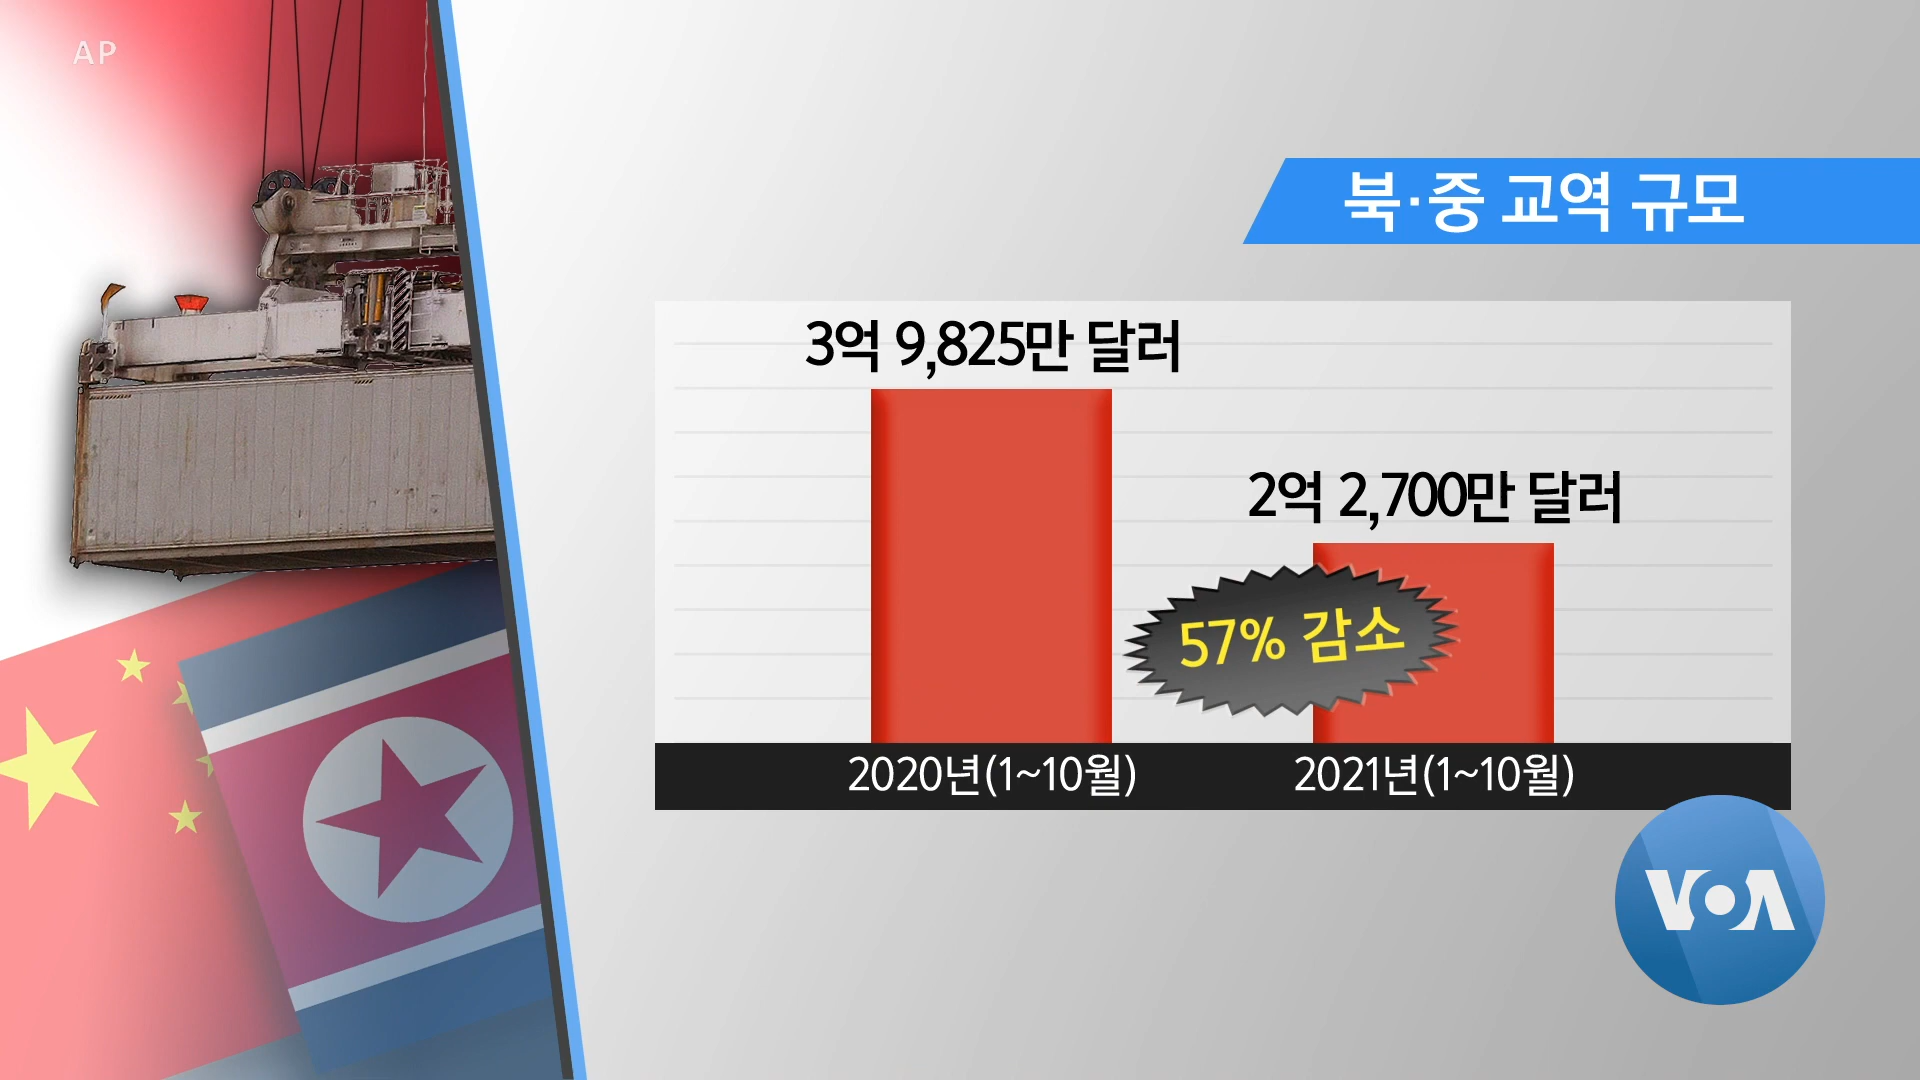 AP
북·중 교역 규모
3억 9,825만 달러
2억 2,700만 달러
57% 감소
2020년(1~10월)
2021년(1~10월)
VOA